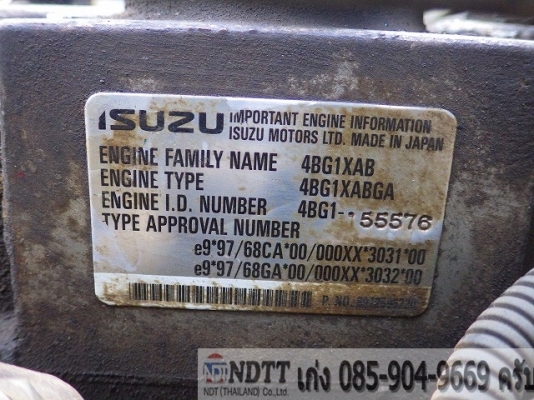 ISUZU IMPORTANT ENGINE INFORMATION
ISUZU MOTORS LTD. MADE IN JAPAN
ENGINE FAMILY NAME 4BG1XAB
ENGINE TYPE 4BG1XABGA
ENGINE I.D. NUMBER 4BG1-·55576
TYPE APPROVAL NUMBER
e9*97/68CA*00/000XX*3031*00
e9*97/68GA*00/000XX*3032*00
P. NO.
NDT NDTT เก่ง 085-904-9669 ครับ
NDT (THAILAND) Co.,Ltd.